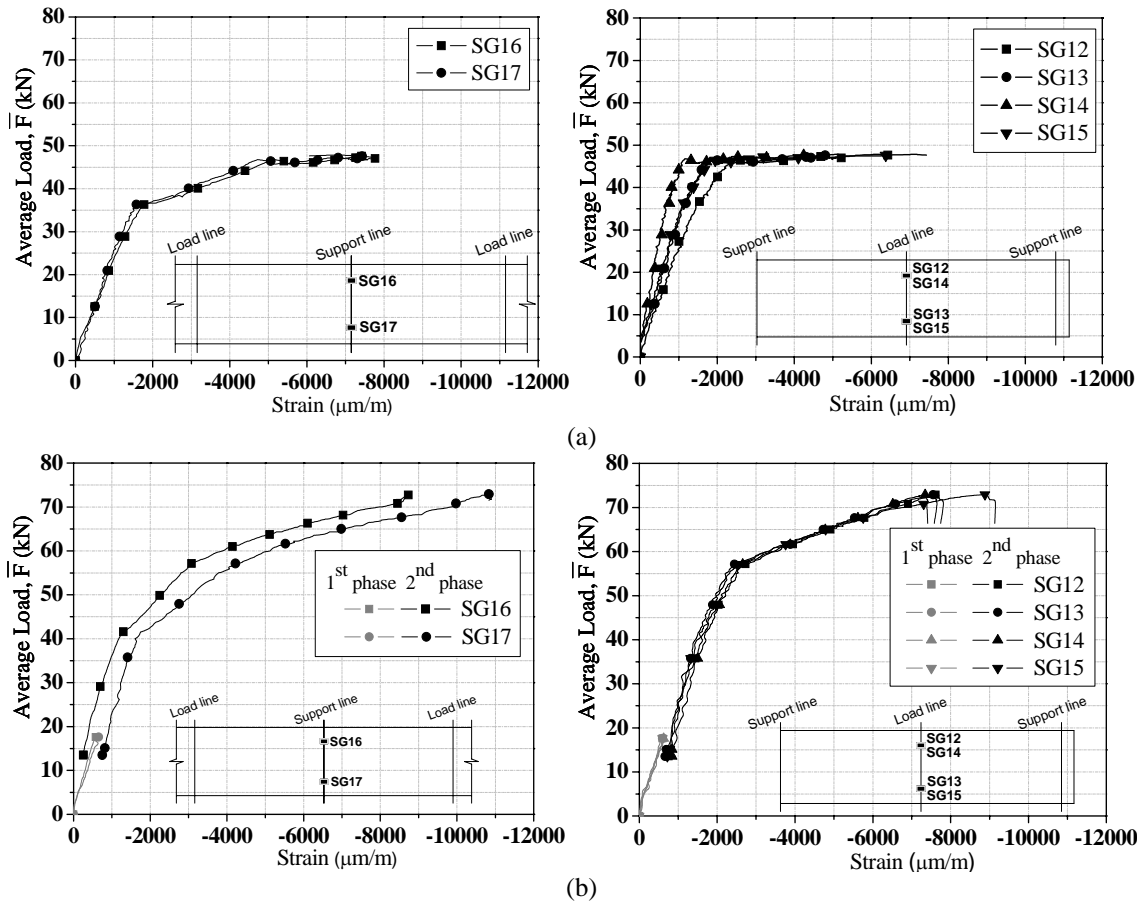 80
70
60
50
40
30
20
10
0
Average Load, F̅ (kN)
SG16
SG17
Load line
Support line
Load line
SG16
SG17
0 -2000 -4000 -6000 -8000 -10000 -12000
Strain (μm/m)
80
70
60
50
40
30
20
10
0
Average Load, F̅ (kN)
SG12
SG13
SG14
SG15
Support line
Load line
Support line
SG12
SG14
SG13
SG15
0 -2000 -4000 -6000 -8000 -10000 -12000
Strain (μm/m)
(a)
80
70
60
50
40
30
20
10
0
Average Load, F̅ (kN)
1st phase 2nd phase
SG16
SG17
Load line
Support line
Load line
SG16
SG17
0 -2000 -4000 -6000 -8000 -10000 -12000
Strain (μm/m)
80
70
60
50
40
30
20
10
0
Average Load, F̅ (kN)
1st phase 2nd phase
SG12
SG13
SG14
SG15
Support line
Load line
Support line
SG12
SG14
SG13
SG15
0 -2000 -4000 -6000 -8000 -10000 -12000
Strain (μm/m)
(b)